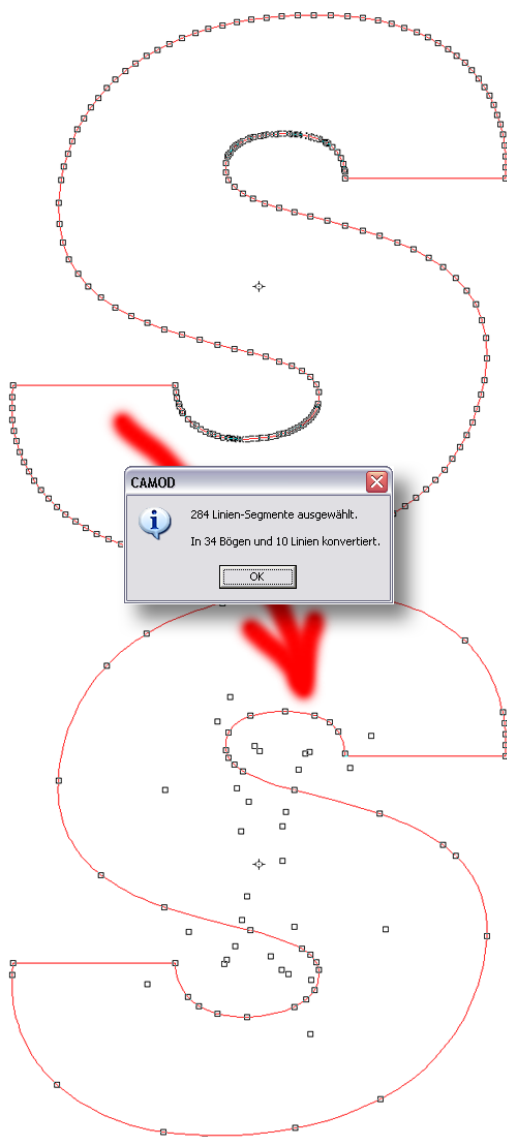 CAMOD
284 Linien-Segmente ausgewählt.
In 34 Bögen und 10 Linien konvertiert.
OK